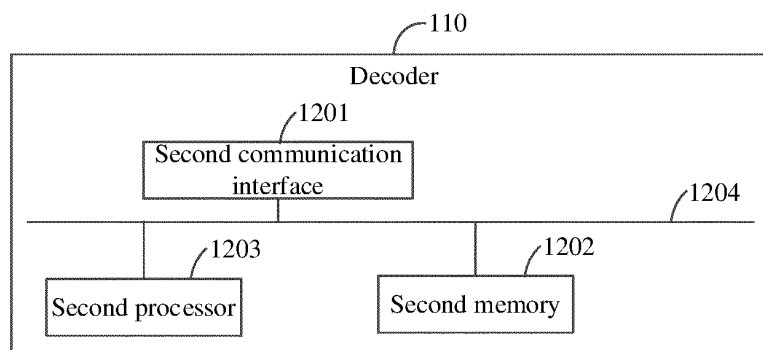 110
Decoder
1201
Second communication
interface
1204
1203
1202
Second processor
Second memory